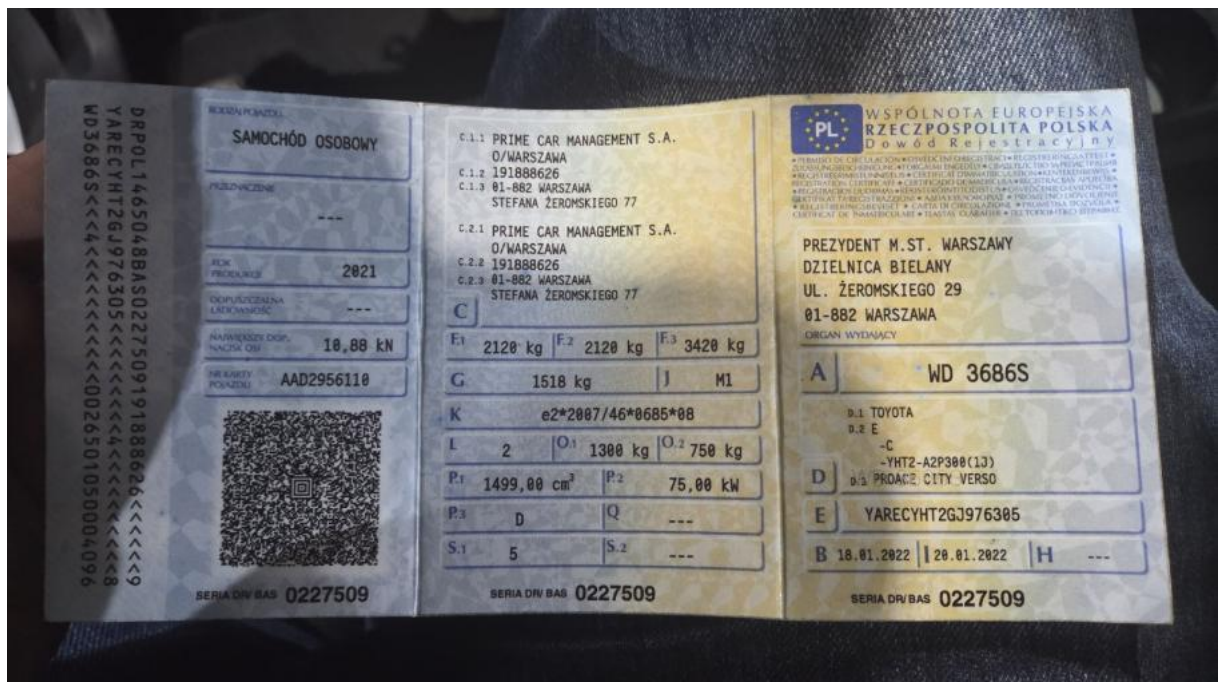 DRPOL1465048BAS0227509191888626<<<<<9
YARECYHT2GJ976305<<<<<<<4<<<<<<8
WD3686S<<<4<<<<<<<<<0D26501050004096
RODZAJ POJAZDU
SAMOCHÓD OSOBOWY
PRZEZNACZENIE
---
ROK
PRODUKCJI 2021
DOPUSZCZALNA
ŁADOWNOŚĆ ---
NAJWIĘKSZY DOP.
NACISK OSI 10,88 kN
NR KARTY
POJAZDU AAD2956110
SERIA DR/ BAS 0227509
C.1.1 PRIME CAR MANAGEMENT S.A.
O/WARSZAWA
C.1.2 191888626
C.1.3 01-882 WARSZAWA
STEFANA ŻEROMSKIEGO 77
C.2.1 PRIME CAR MANAGEMENT S.A.
O/WARSZAWA
C.2.2 191888626
C.2.3 01-882 WARSZAWA
STEFANA ŻEROMSKIEGO 77
C
F.1 2120 kg F.2 2120 kg F.3 3420 kg
G 1518 kg J M1
K e2*2007/46*0685*08
L 2 O.1 1300 kg O.2 750 kg
P.1 1499,00 cm³ P.2 75,00 kW
P.3 D Q ---
S.1 5 S.2 ---
SERIA DR/ BAS 0227509
PL
WSPÓLNOTA EUROPEJSKA
RZECZPOSPOLITA POLSKA
Dowód Rejestracyjny
PREZYDENT M.ST. WARSZAWY
DZIELNICA BIELANY
UL. ŻEROMSKIEGO 29
01-882 WARSZAWA
ORGAN WYDAJĄCY
A WD 3686S
D.1 TOYOTA
D.2 E
-C
-YHT2-A2P300(1J)
D D.3 PROACE CITY VERSO
E YARECYHT2GJ976305
B 18.01.2022 I 20.01.2022 H ---
SERIA DR/ BAS 0227509